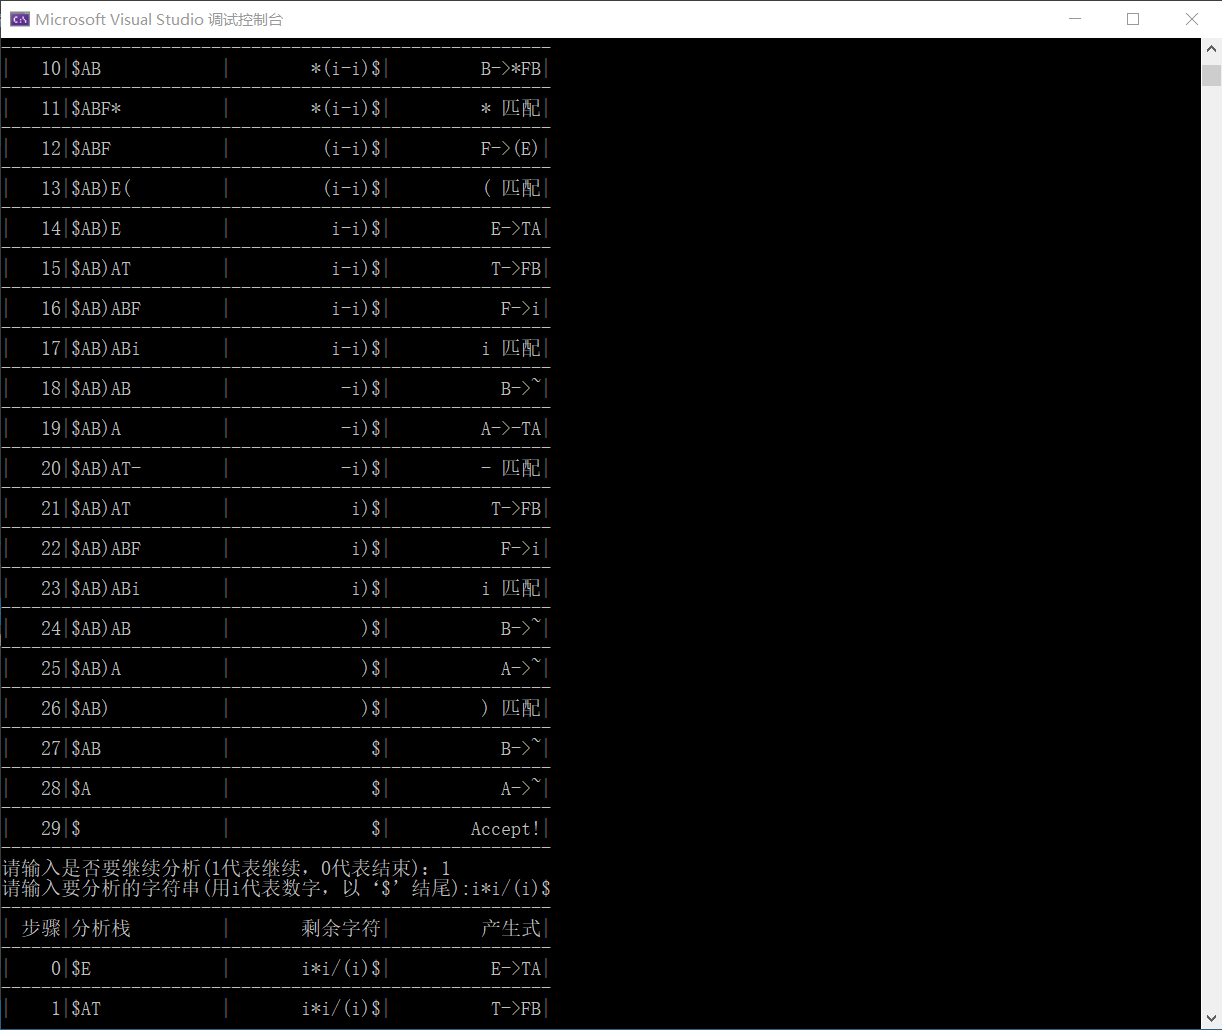 Microsoft Visual Studio 调试控制台
| 10|$AB | *(i-i)$| B->*FB|
| 11|$ABF* | *(i-i)$| * 匹配|
| 12|$ABF | (i-i)$| F->(E)|
| 13|$AB)E( | (i-i)$| ( 匹配|
| 14|$AB)E | i-i)$| E->TA|
| 15|$AB)AT | i-i)$| T->FB|
| 16|$AB)ABF | i-i)$| F->i|
| 17|$AB)ABi | i-i)$| i 匹配|
| 18|$AB)AB | -i)$| B->~|
| 19|$AB)A | -i)$| A->-TA|
| 20|$AB)AT- | -i)$| - 匹配|
| 21|$AB)AT | i)$| T->FB|
| 22|$AB)ABF | i)$| F->i|
| 23|$AB)ABi | i)$| i 匹配|
| 24|$AB)AB | )$| B->~|
| 25|$AB)A | )$| A->~|
| 26|$AB) | )$| ) 匹配|
| 27|$AB | $| B->~|
| 28|$A | $| A->~|
| 29|$ | $| Accept!|
请输入是否要继续分析(1代表继续，0代表结束)：1
请输入要分析的字符串(用i代表数字，以‘$’结尾):i*i/(i)$
| 步骤|分析栈 | 剩余字符| 产生式|
| 0|$E | i*i/(i)$| E->TA|
| 1|$AT | i*i/(i)$| T->FB|